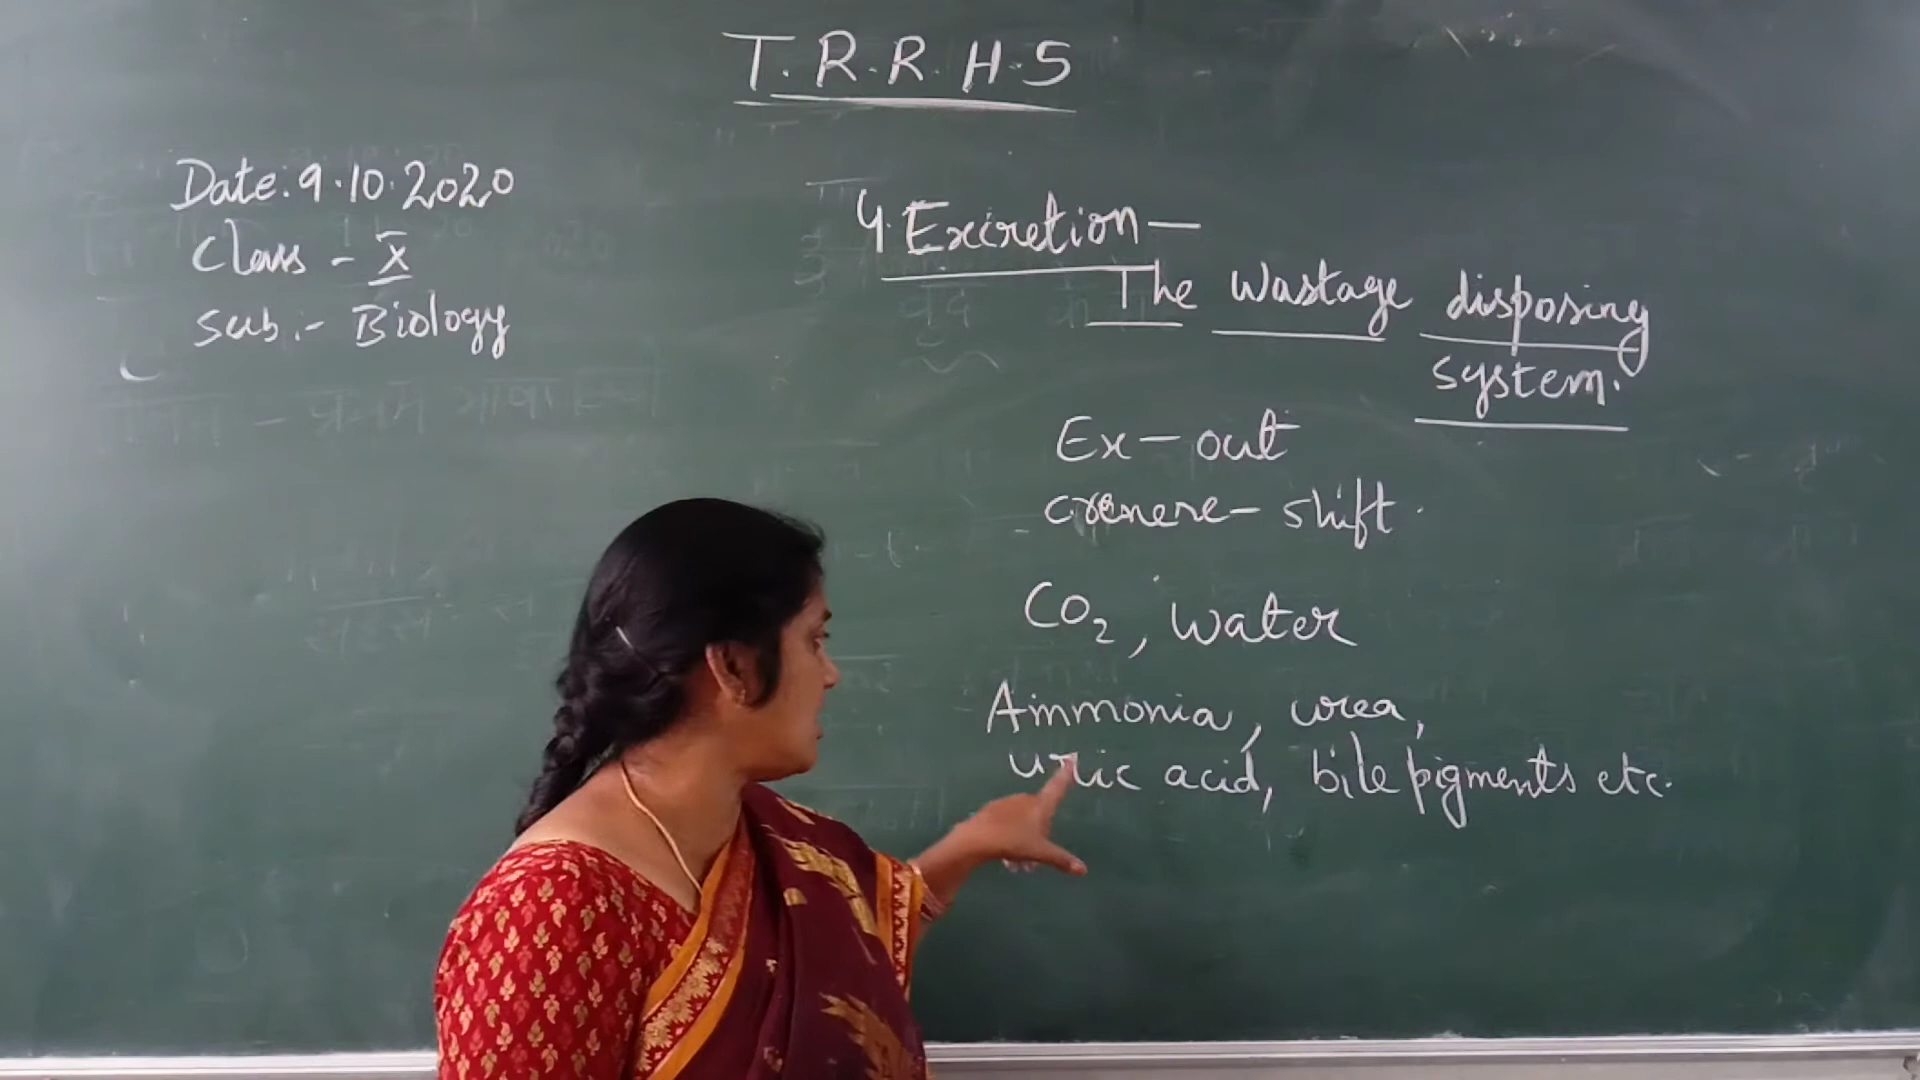 T.R.R.H.S
Date: 9.10.2020
Class - X
Sub:- Biology
4. Excretion —
The Wastage disposing
system.
Ex - out
crenere - shift
CO2, water
Ammonia, urea,
uric acid, bile pigments etc.